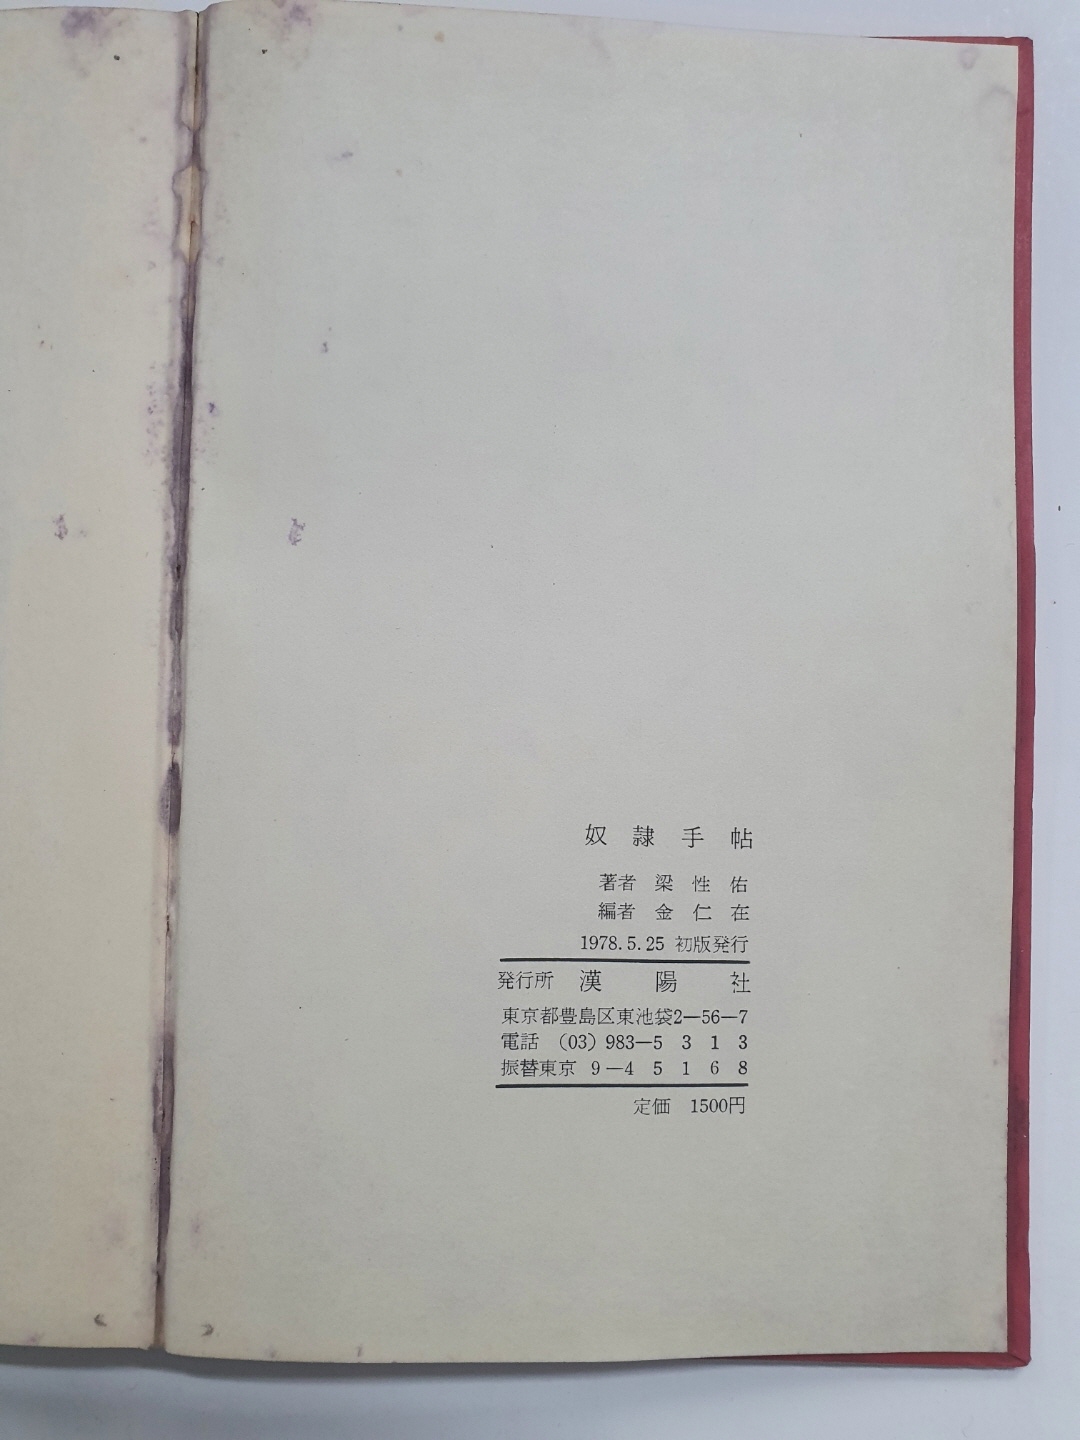 奴隷手帖
著者 梁性佑
編者 金仁在
1978.5.25 初版発行
発行所 漢陽社
東京都豊島区東池袋2—56—7
電話 (03) 983—5313
振替東京 9—45168
定価 1500円